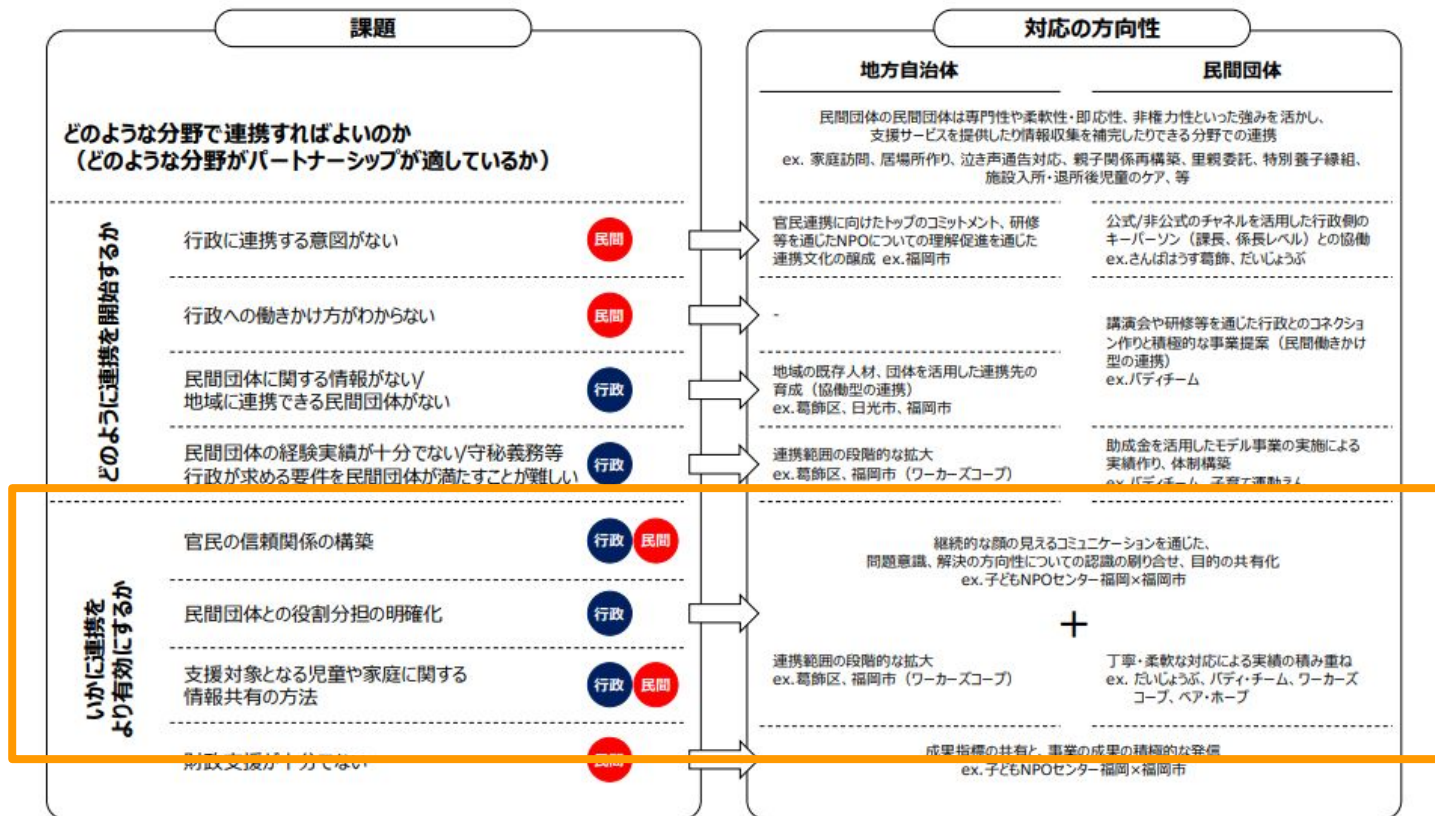 課題
対応の方向性
地方自治体
民間団体
どのような分野で連携すればよいのか
（どのような分野がパートナーシップが適しているか）
民間団体の民間団体は専門性や柔軟性・即応性、非権力性といった強みを活かし、
支援サービスを提供したり情報収集を補完したりできる分野での連携
ex. 家庭訪問、居場所作り、泣き声通告対応、親子関係再構築、里親委託、特別養子縁組、
施設入所・退所後児童のケア、等
どのように連携を開始するか
行政に連携する意図がない
民間
官民連携に向けたトップのコミットメント、研修
等を通じたNPOについての理解促進を通じた
連携文化の醸成 ex.福岡市
公式/非公式のチャネルを活用した行政側の
キーパーソン（課長、係長レベル）との協働
ex.さんぱはうす葛飾、だいじょうぶ
行政への働きかけ方がわからない
民間
-
講演会や研修等を通じた行政とのコネクショ
ン作りと積極的な事業提案（民間働きかけ
型の連携）
ex.バディチーム
民間団体に関する情報がない/
地域に連携できる民間団体がない
行政
地域の既存人材、団体を活用した連携先の
育成（協働型の連携）
ex.葛飾区、日光市、福岡市
民間団体の経験実績が十分でない/守秘義務等
行政が求める要件を民間団体が満たすことが難しい
行政
連携範囲の段階的な拡大
ex.葛飾区、福岡市（ワーカーズコープ）
助成金を活用したモデル事業の実施による
実績作り、体制構築
ex.バディチーム、子育て運動えん
いかに連携を
より有効にするか
官民の信頼関係の構築
行政 民間
継続的な顔の見えるコミュニケーションを通じた、
問題意識、解決の方向性についての認識の刷り合せ、目的の共有化
ex.子どもNPOセンター福岡×福岡市
民間団体との役割分担の明確化
行政
+
支援対象となる児童や家庭に関する
情報共有の方法
行政 民間
連携範囲の段階的な拡大
ex.葛飾区、福岡市（ワーカーズコープ）
丁寧・柔軟な対応による実績の積み重ね
ex. だいじょうぶ、バディ・チーム、ワーカーズ
コープ、ベア・ホープ
財政支援が十分でない
民間
成果指標の共有と、事業の成果の積極的な発信
ex.子どもNPOセンター福岡×福岡市